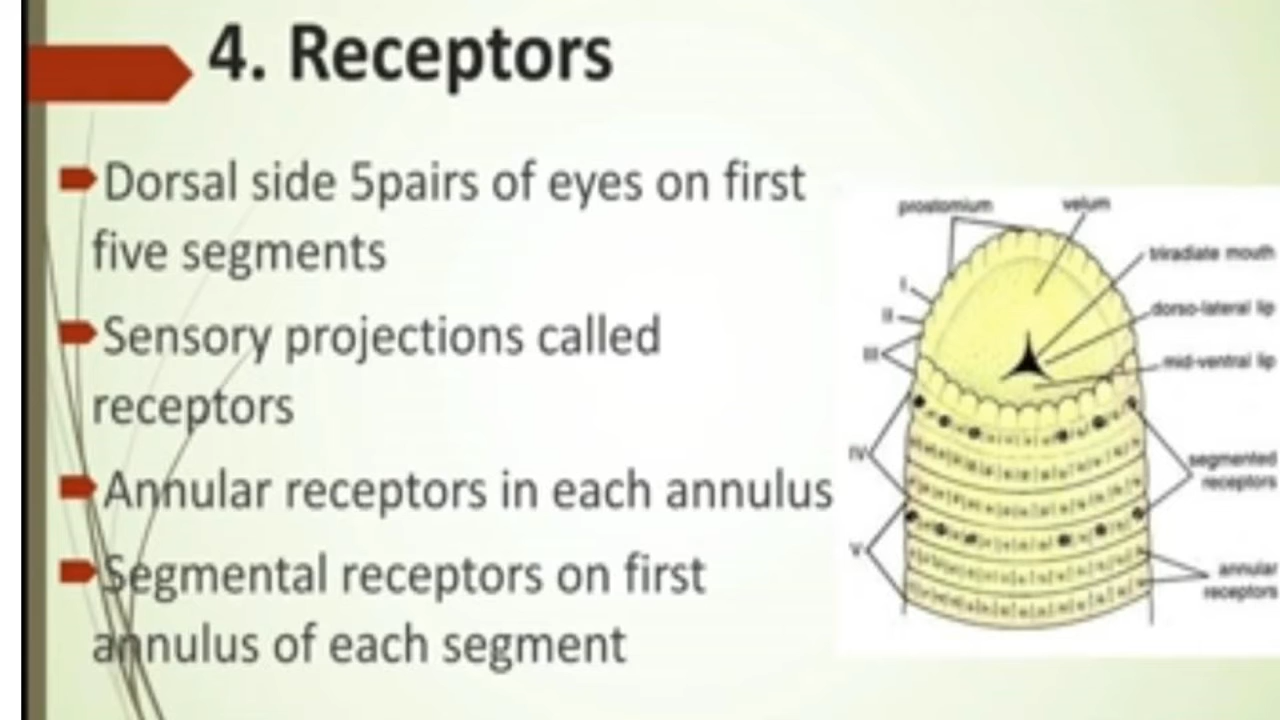 4. Receptors
Dorsal side 5pairs of eyes on first
five segments
Sensory projections called
receptors
Annular receptors in each annulus
Segmental receptors on first
annulus of each segment
prostomium
velum
triradiate mouth
dorso-lateral lip
mid-ventral lip
I
II
III
IV
V
segmented
receptors
annular
receptors